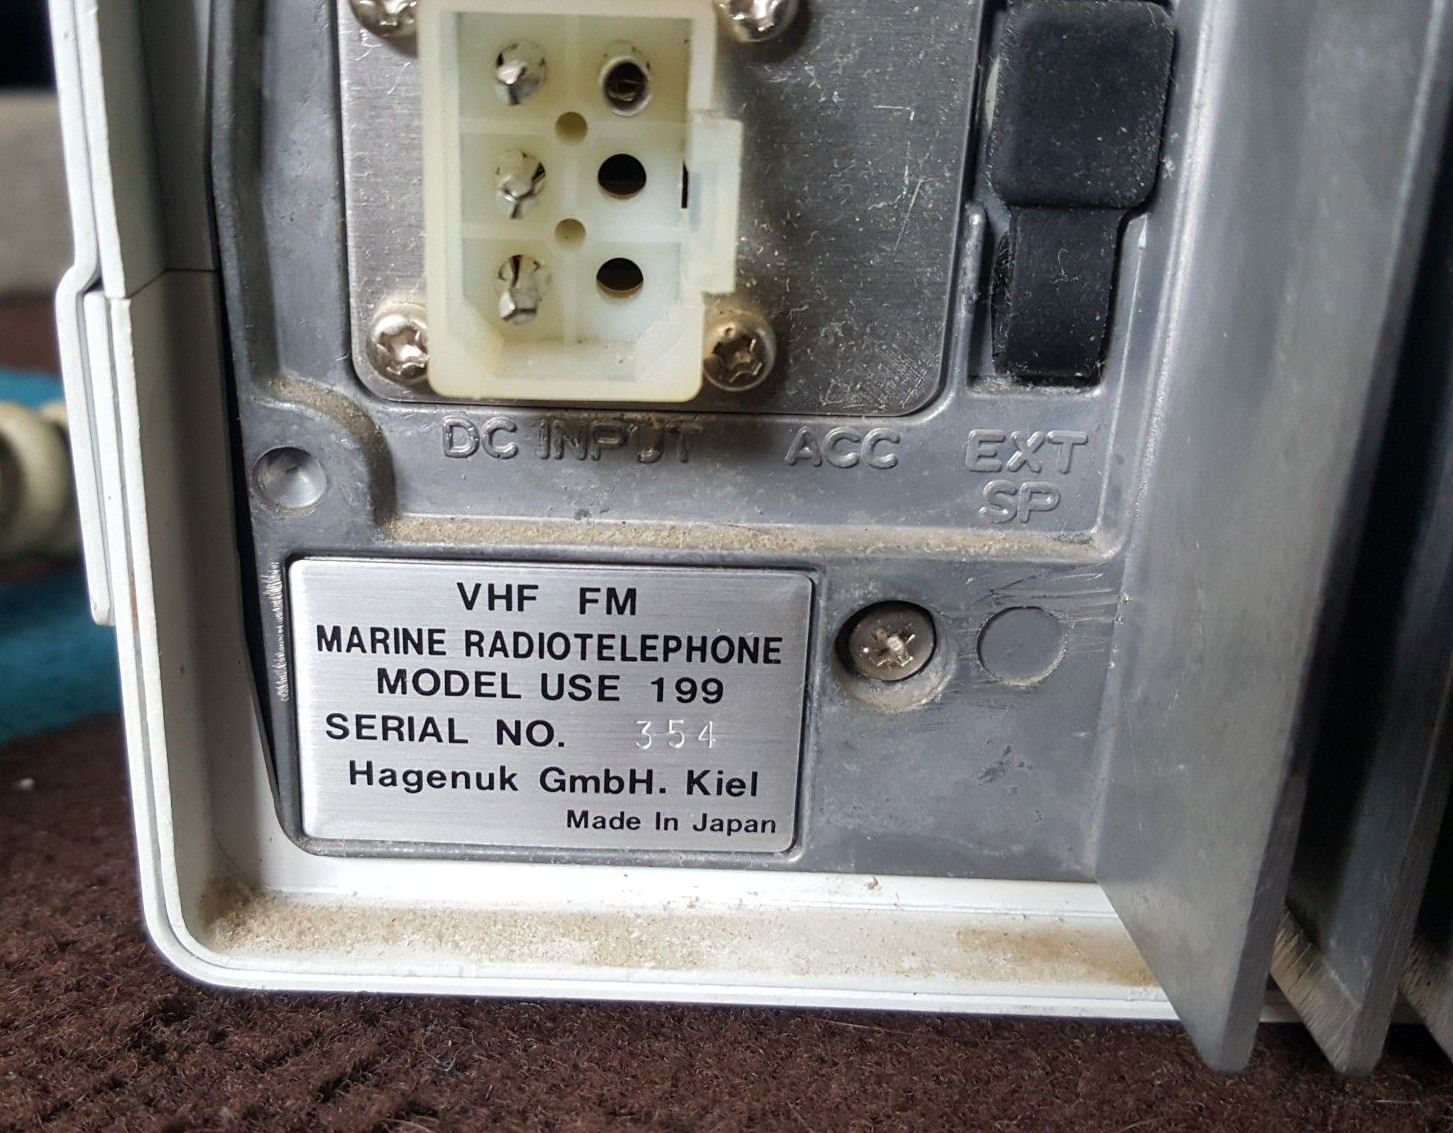 DC INPUT ACC EXT
SP
VHF FM
MARINE RADIOTELEPHONE
MODEL USE 199
SERIAL NO. 354
Hagenuk GmbH. Kiel
Made In Japan